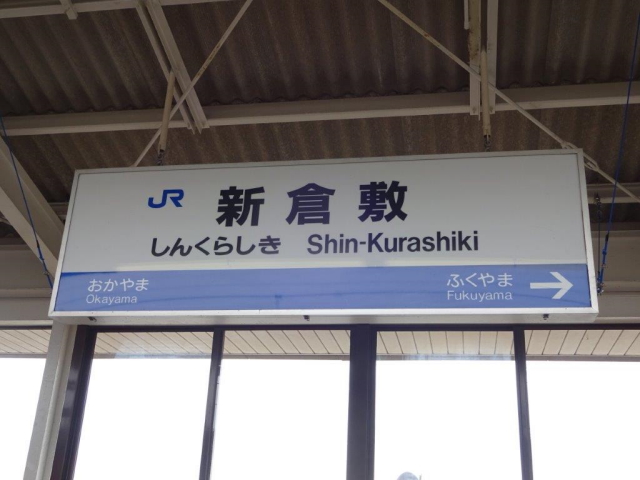 JR 新倉敷
しんくらしき Shin-Kurashiki
おかやま ふくやま
Okayama Fukuyama